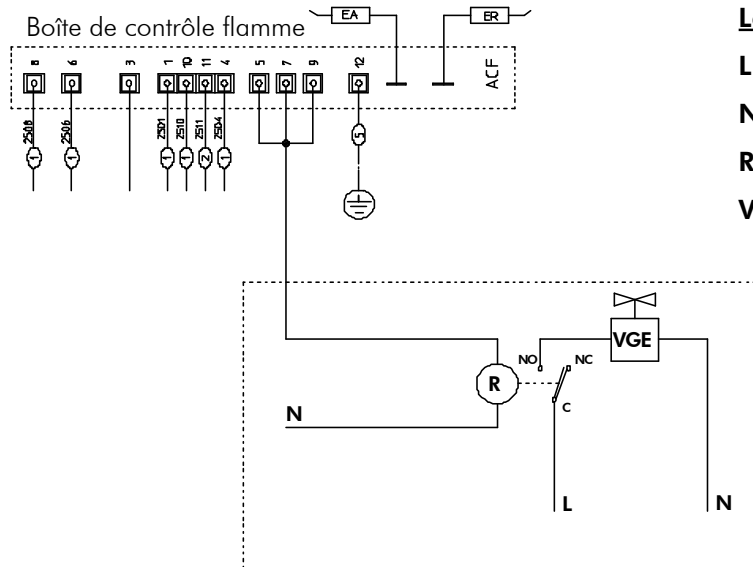 EA
ER
Boîte de contrôle flamme
8 6 3 1 10 11 4 5 7 9 12
ACF
2508 2506 2501 2510 2511 2504
1 1 1 1 2 1 5
L
N
R
V
VGE
NO
NC
R
C
N
L
N